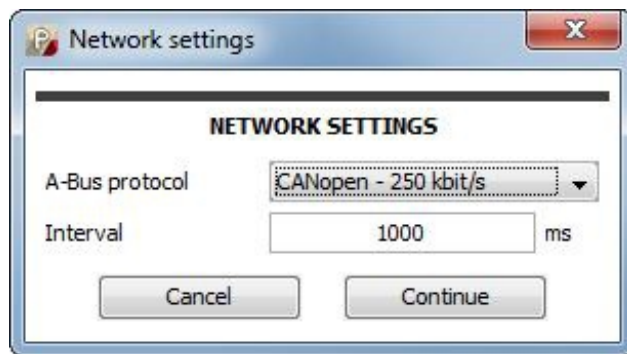 Network settings
NETWORK SETTINGS
A-Bus protocol CANopen - 250 kbit/s
Interval 1000 ms
Cancel Continue